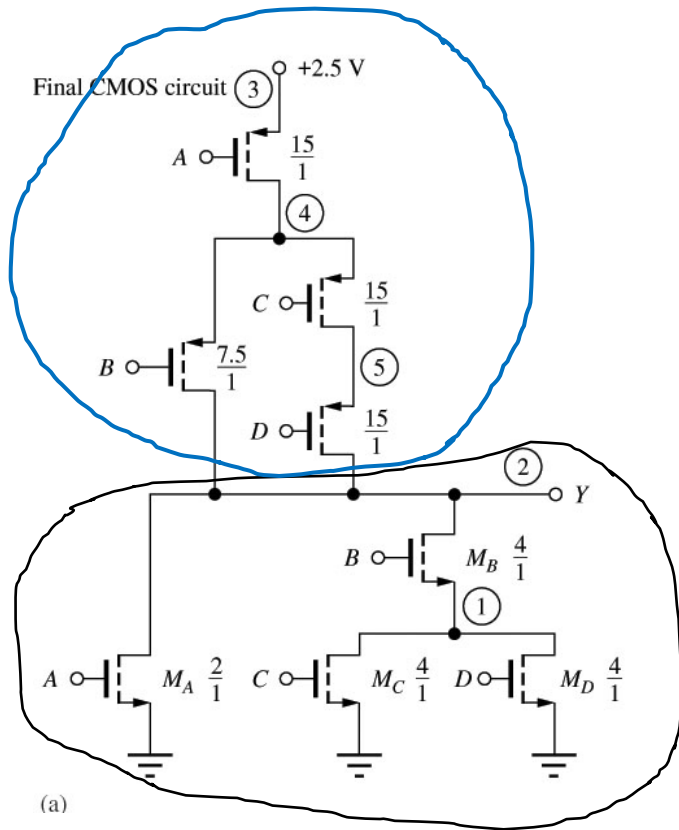 Final CMOS circuit
3
+2.5 V
A
15/1
4
C
15/1
B
7.5/1
5
D
15/1
2
Y
B
M_B 4/1
1
A
M_A 2/1
C
M_C 4/1
D
M_D 4/1
(a)